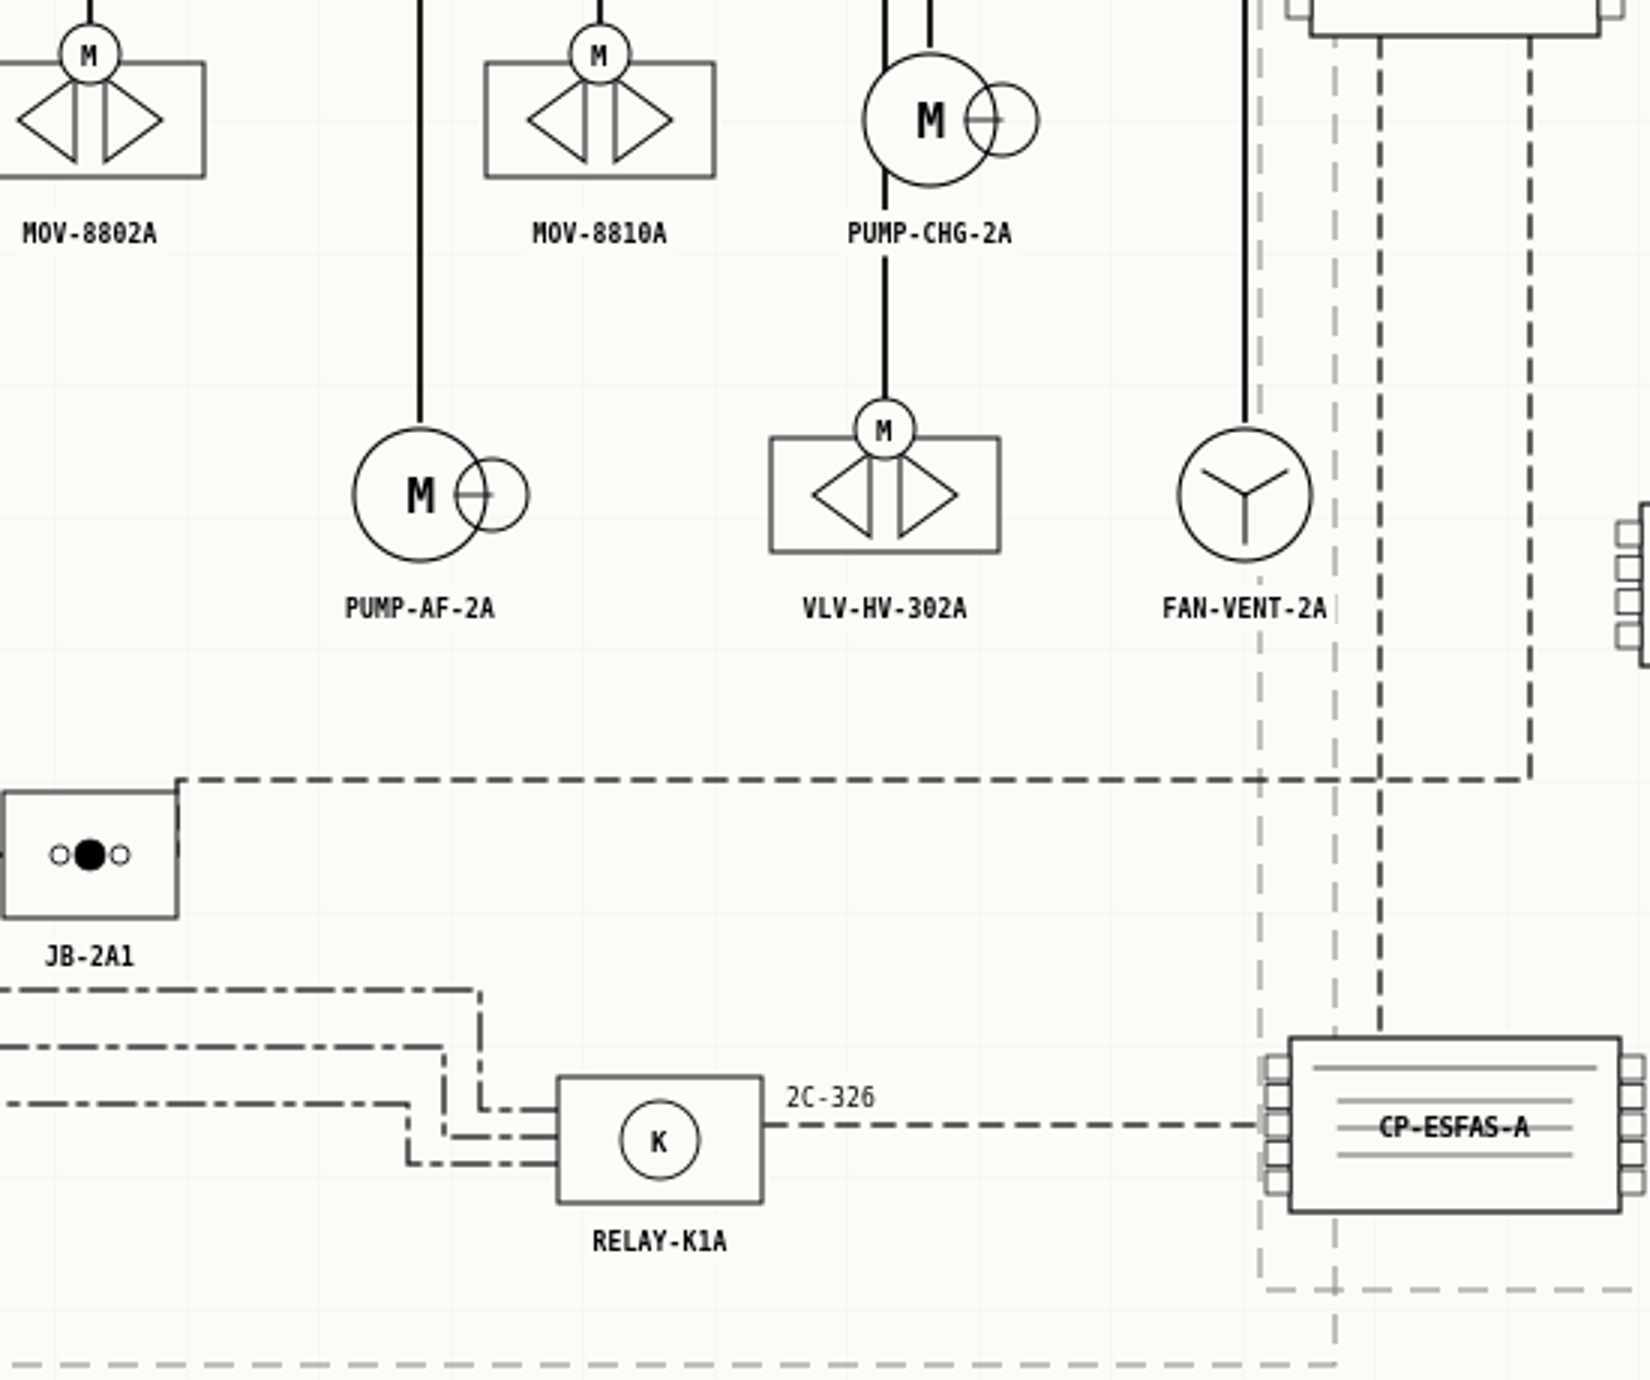 M
M
M
MOV-8802A
MOV-8810A
PUMP-CHG-2A
M
M
PUMP-AF-2A
VLV-HV-302A
FAN-VENT-2A
JB-2A1
2C-326
CP-ESFAS-A
K
RELAY-K1A